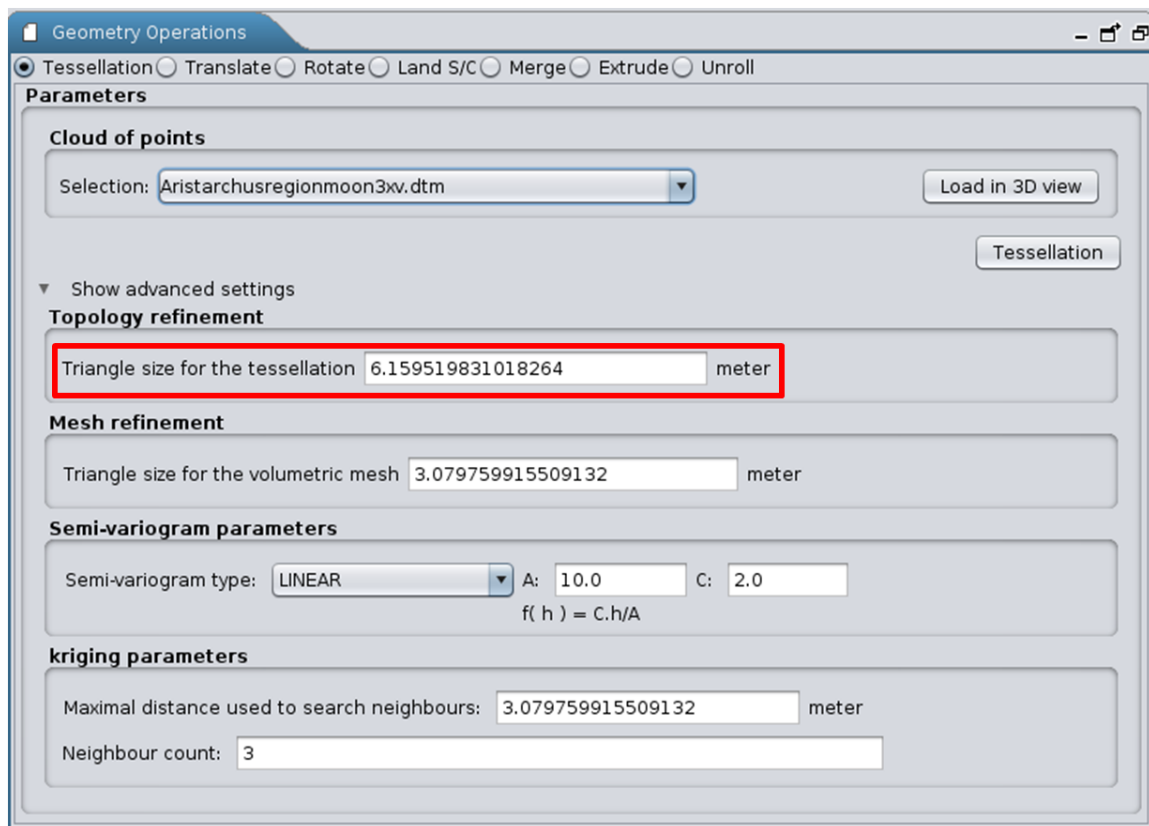 Geometry Operations
Tessellation Translate Rotate Land S/C Merge Extrude Unroll
Parameters
Cloud of points
Selection: Aristarchusregionmoon3xv.dtm Load in 3D view
Tessellation
Show advanced settings
Topology refinement
Triangle size for the tessellation 6.159519831018264 meter
Mesh refinement
Triangle size for the volumetric mesh 3.079759915509132 meter
Semi-variogram parameters
Semi-variogram type: LINEAR A: 10.0 C: 2.0
f( h ) = C.h/A
kriging parameters
Maximal distance used to search neighbours: 3.079759915509132 meter
Neighbour count: 3